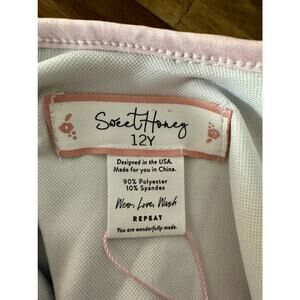 Sweet Honey
12Y
Designed in the USA.
Made for you in China.
90% Polyester
10% Spandex
Wear, Love, Wash
REPEAT
You are wonderfully made.